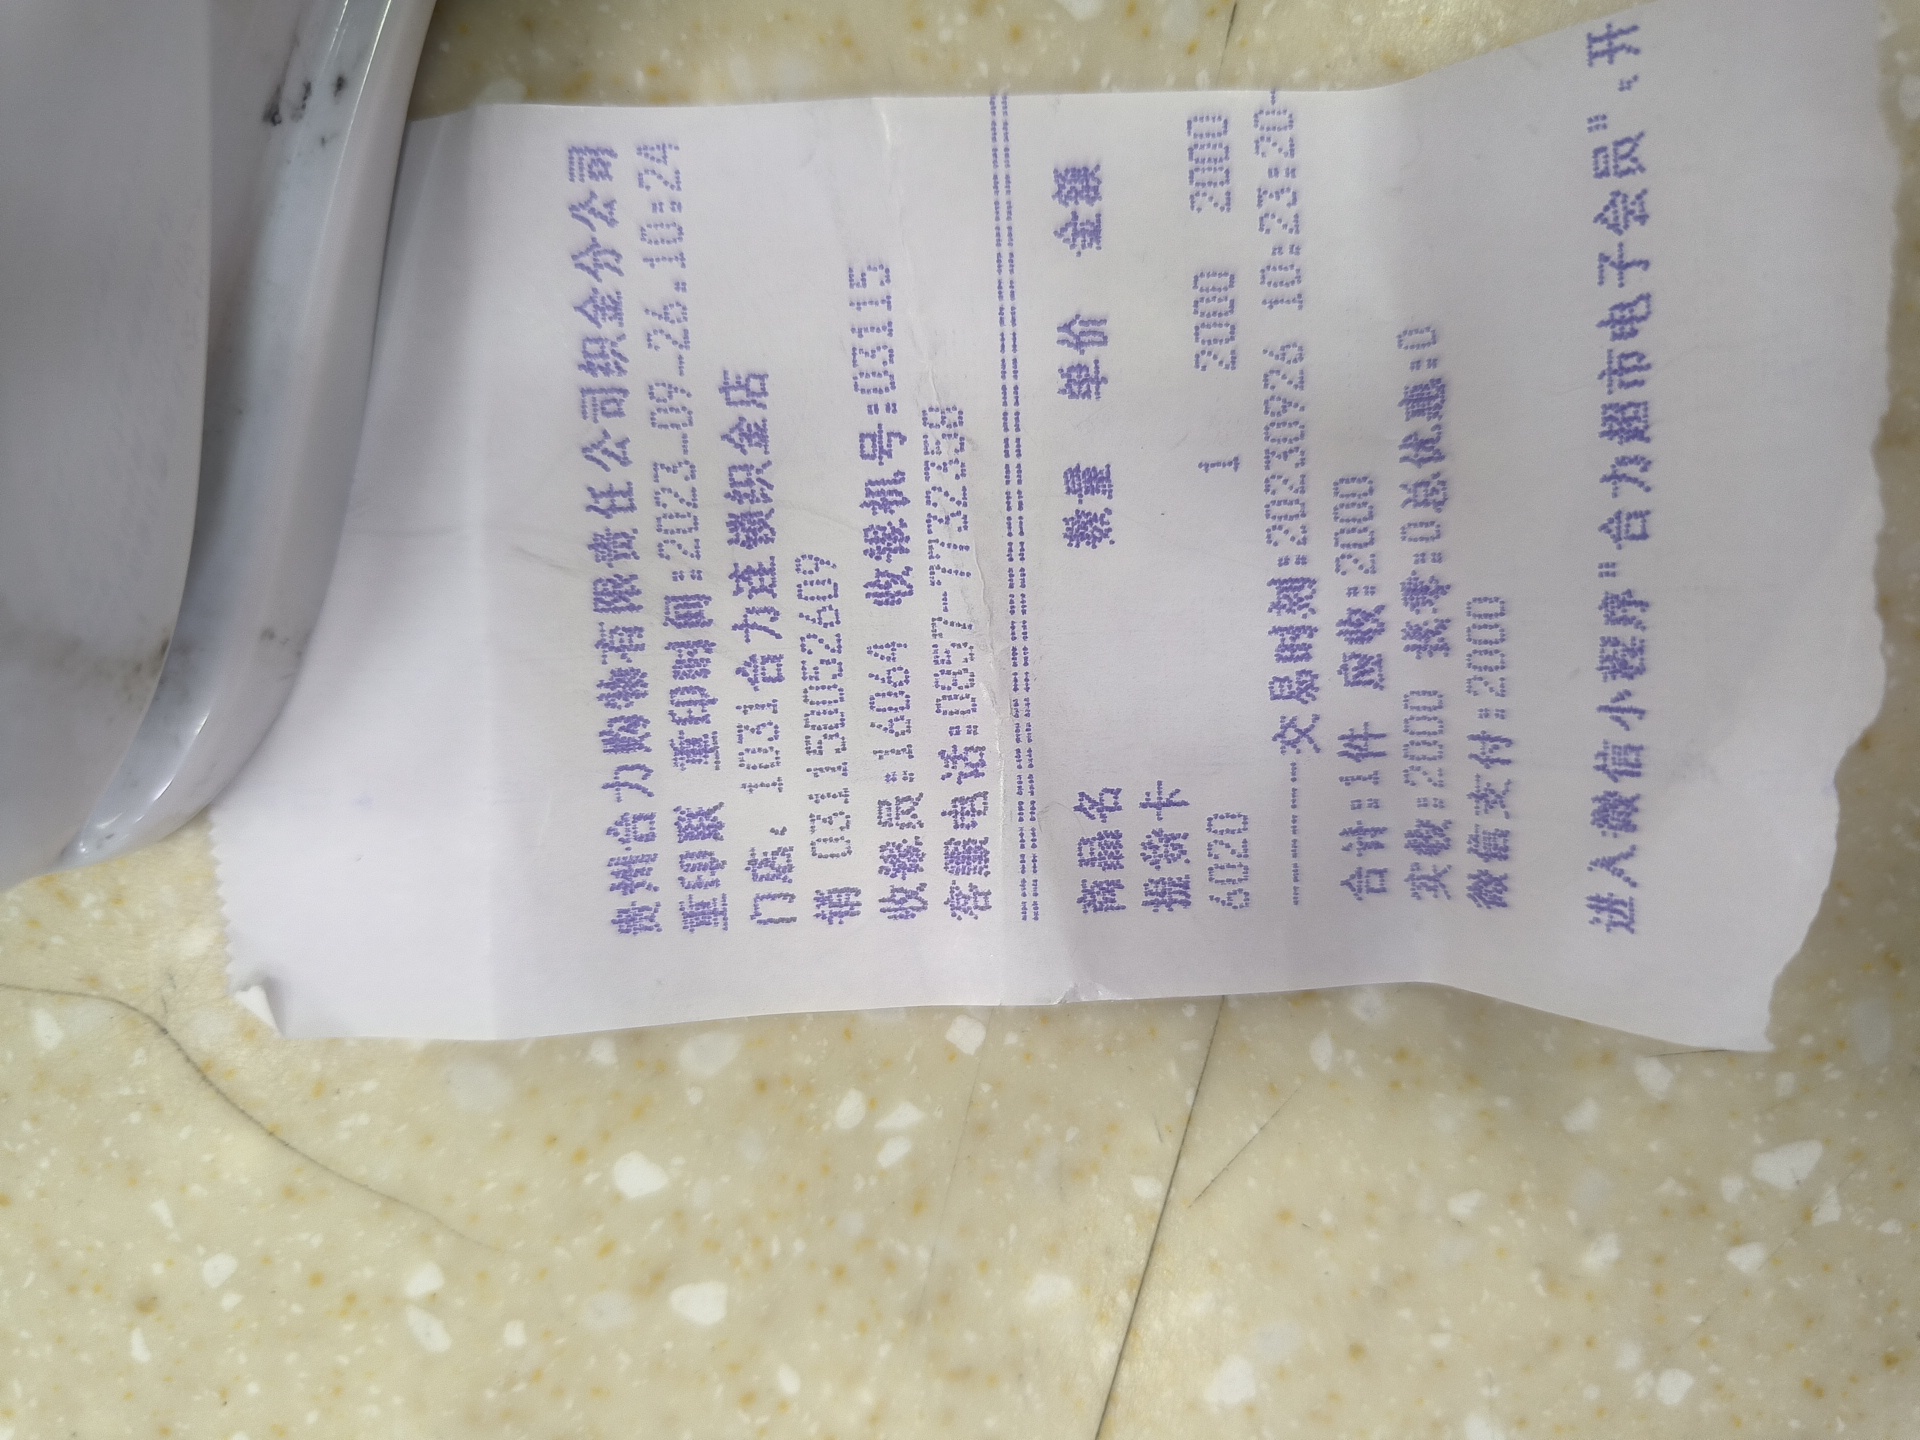 贵州合力购物有限责任公司织金分公司
重印联 重印时间:2023-09-26.10:24
门店. 1031合力连锁织金店
销 031150052609
收银员:16064 收银机号:03115
客服电话:0857-7732358
商品名 数量 单价 金额
提货卡
6020 1 2000 2000
--------交易时刻:20230926 10:23:20-
合计:1件 应收:2000
实收:2000 找零:0总优惠:0
微信支付:2000
进入微信小程序"合力超市电子会员".开